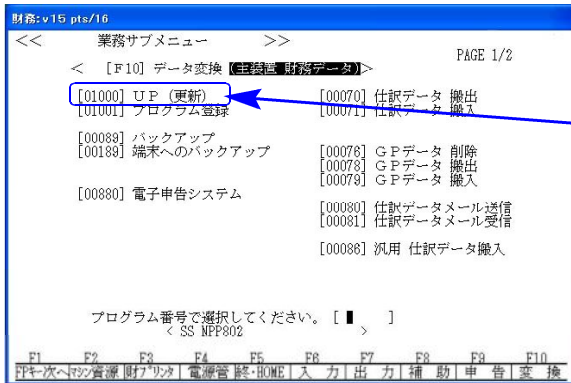 財務:v15 pts/16
<< 業務サブメニュー >>
PAGE 1/2
< [F10] データ変換 (主装置 財務データ)>
[01000] UP (更新) [00070] 仕訳データ 搬出
[01001] プログラム登録 [00071] 仕訳データ 搬入
[00089] バックアップ
[00189] 端末へのバックアップ [00076] GPデータ 削除
[00078] GPデータ 搬出
[00079] GPデータ 搬入
[00880] 電子申告システム
[00080] 仕訳データメール送信
[00081] 仕訳データメール受信
[00086] 汎用 仕訳データ搬入
プログラム番号で選択してください。 [ ]
< SS NPP802 >
F1 F2 F3 F4 F5 F6 F7 F8 F9 F10
FPキー次へ マシン資源 財プリンタ 電源管 終・HOME 入 力 出 力 補 助 申 告 変 換